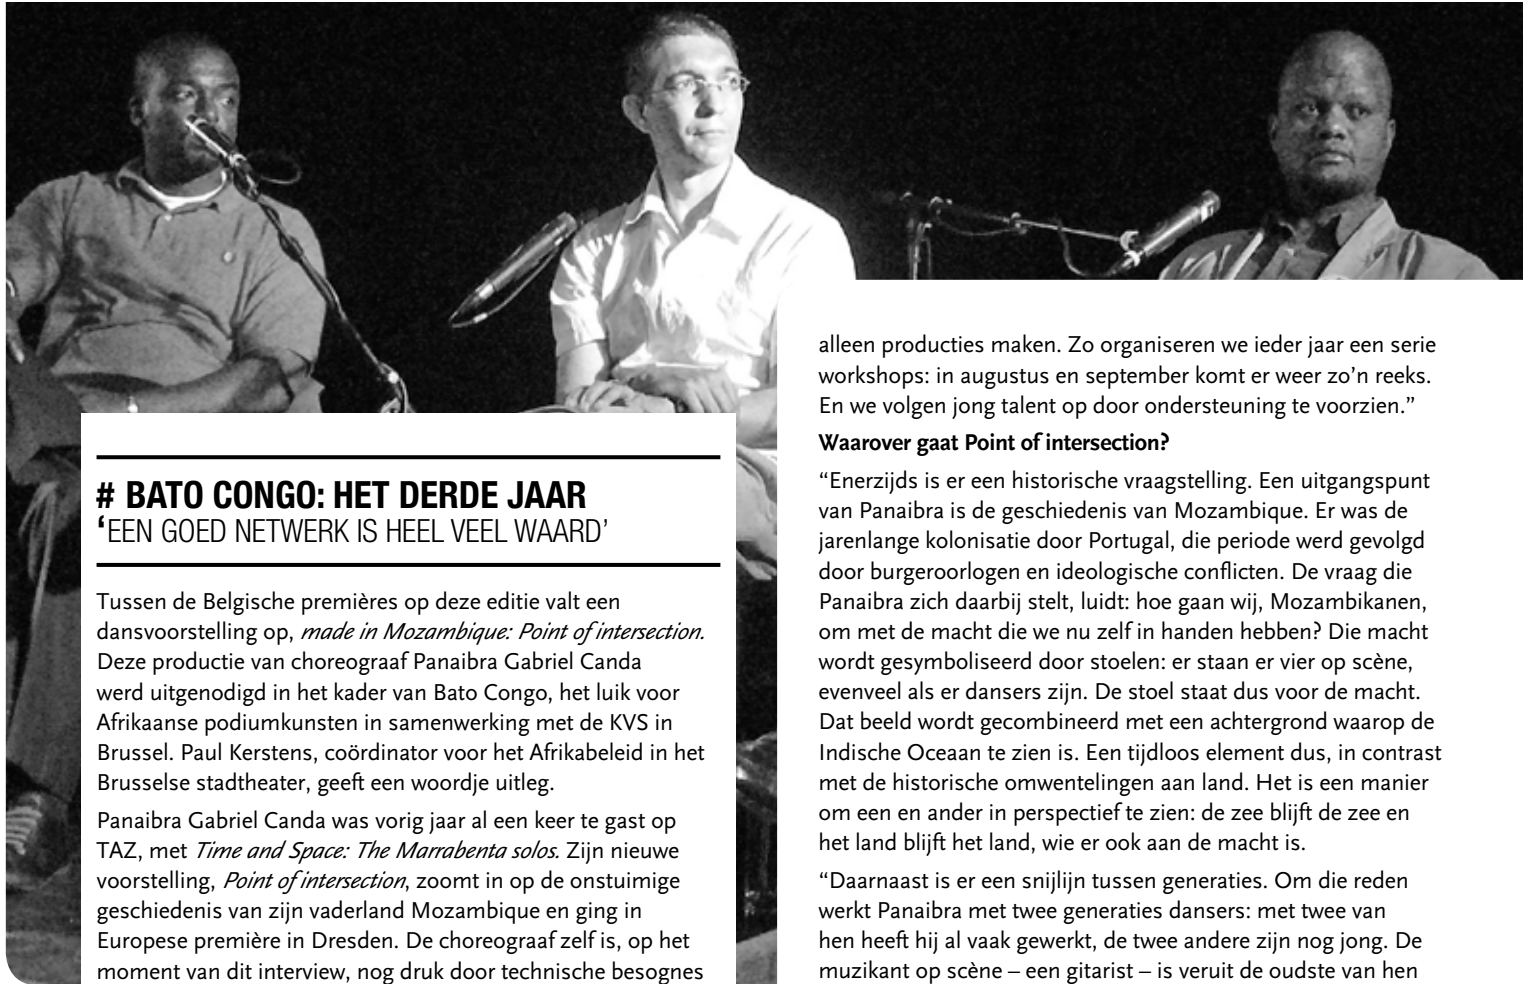 # BATO CONGO: HET DERDE JAAR
‘EEN GOED NETWERK IS HEEL VEEL WAARD’
Tussen de Belgische premières op deze editie valt een
dansvoorstelling op, made in Mozambique: Point of intersection.
Deze productie van choreograaf Panaibra Gabriel Canda
werd uitgenodigd in het kader van Bato Congo, het luik voor
Afrikaanse podiumkunsten in samenwerking met de KVS in
Brussel. Paul Kerstens, coördinator voor het Afrikabeleid in het
Brusselse stadtheater, geeft een woordje uitleg.
Panaibra Gabriel Canda was vorig jaar al een keer te gast op
TAZ, met Time and Space: The Marrabenta solos. Zijn nieuwe
voorstelling, Point of intersection, zoomt in op de onstuimige
geschiedenis van zijn vaderland Mozambique en ging in
Europese première in Dresden. De choreograaf zelf is, op het
moment van dit interview, nog druk door technische besognes
alleen producties maken. Zo organiseren we ieder jaar een serie
workshops: in augustus en september komt er weer zo’n reeks.
En we volgen jong talent op door ondersteuning te voorzien.”
Waarover gaat Point of intersection?
“Enerzijds is er een historische vraagstelling. Een uitgangspunt
van Panaibra is de geschiedenis van Mozambique. Er was de
jarenlange kolonisatie door Portugal, die periode werd gevolgd
door burgeroorlogen en ideologische conflicten. De vraag die
Panaibra zich daarbij stelt, luidt: hoe gaan wij, Mozambikanen,
om met de macht die we nu zelf in handen hebben? Die macht
wordt gesymboliseerd door stoelen: er staan er vier op scène,
evenveel als er dansers zijn. De stoel staat dus voor de macht.
Dat beeld wordt gecombineerd met een achtergrond waarop de
Indische Oceaan te zien is. Een tijdloos element dus, in contrast
met de historische omwentelingen aan land. Het is een manier
om een en ander in perspectief te zien: de zee blijft de zee en
het land blijft het land, wie er ook aan de macht is.
“Daarnaast is er een snijlijn tussen generaties. Om die reden
werkt Panaibra met twee generaties dansers: met twee van
hen heeft hij al vaak gewerkt, de twee andere zijn nog jong. De
muzikant op scène – een gitarist – is veruit de oudste van hen